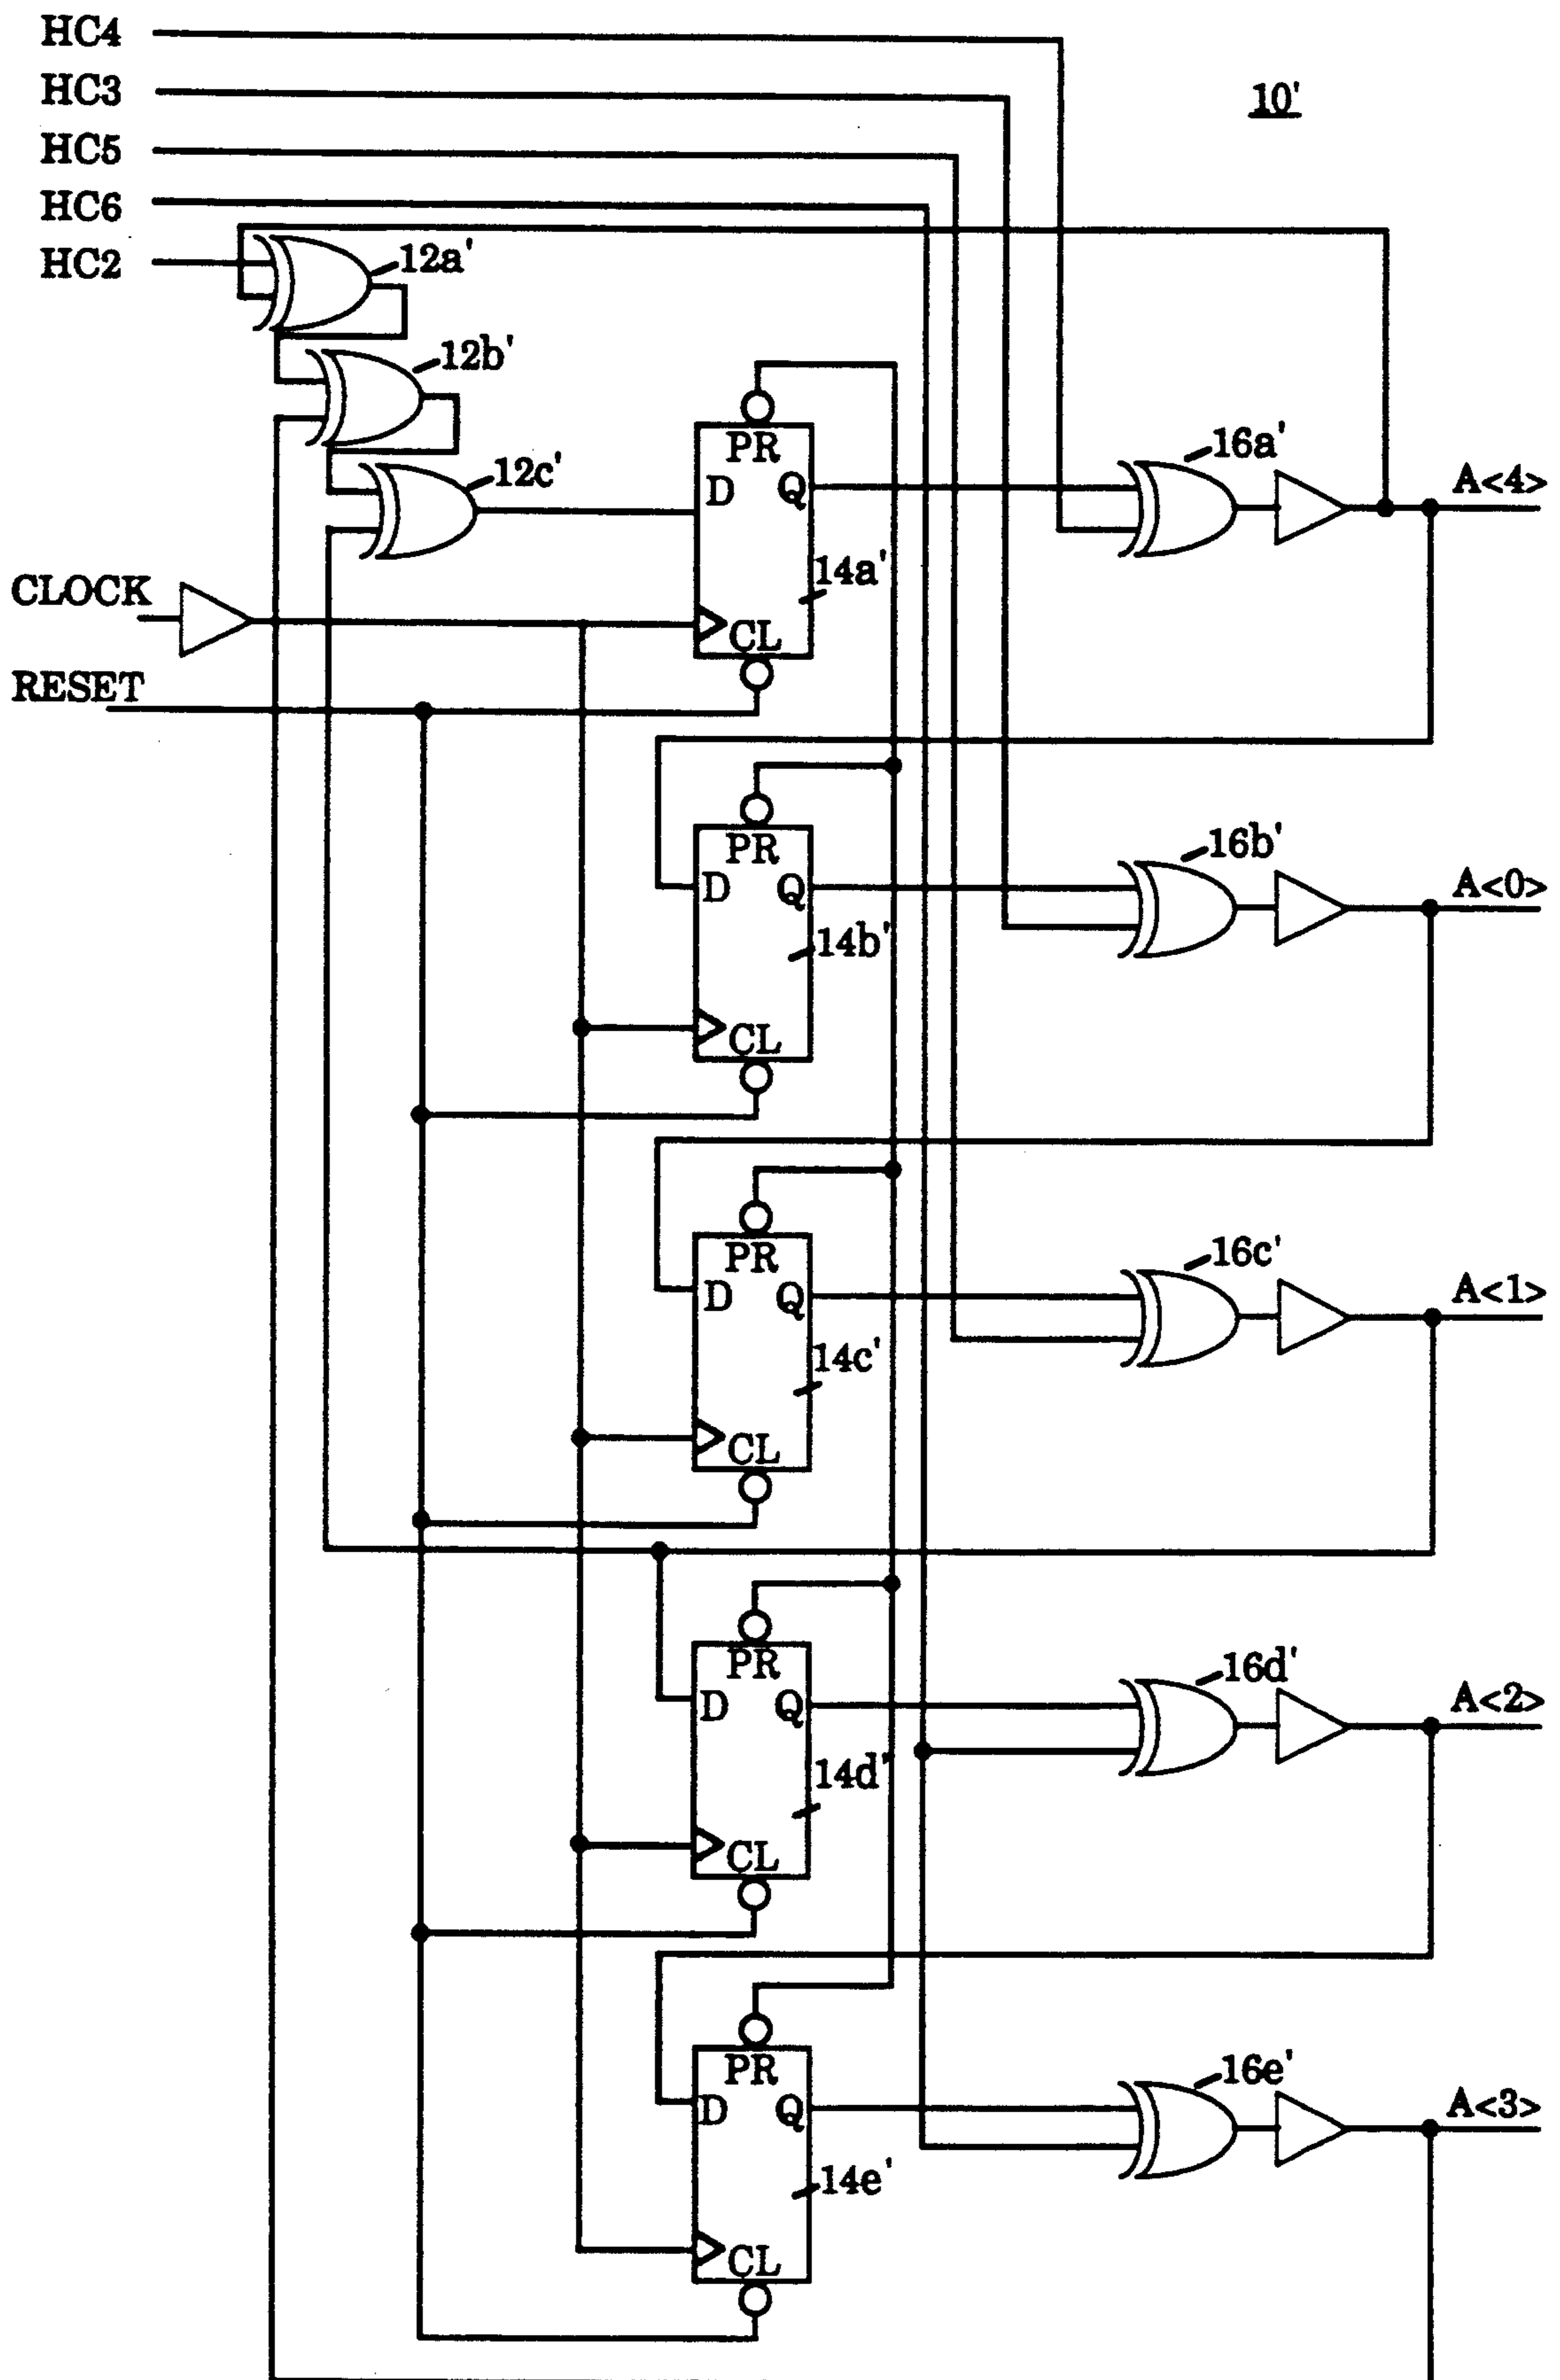 HC4
HC3
10'
HC5
HC6
HC2
12a'
12b'
12c'
PR
D
Q
16a'
A<4>
14a'
CLOCK
CL
RESET
PR
D
Q
16b'
A<0>
14b'
CL
PR
D
Q
16c'
A<1>
14c'
CL
PR
D
Q
16d'
A<2>
14d'
CL
PR
D
Q
16e'
A<3>
14e'
CL